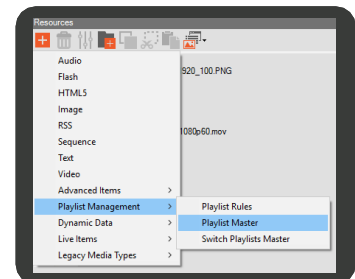 Resources
Audio
Flash
920_100.PNG
HTML5
Image
RSS
1080p60.mov
Sequence
Text
Video
Advanced Items >
Playlist Management > Playlist Rules
Dynamic Data > Playlist Master
Live Items > Switch Playlists Master
Legacy Media Types >